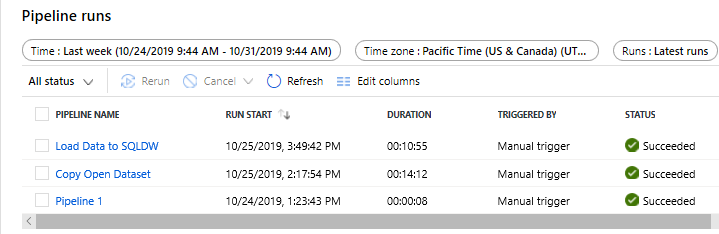 Pipeline runs
Time : Last week (10/24/2019 9:44 AM - 10/31/2019 9:44 AM) Time zone : Pacific Time (US & Canada) (UT... Runs : Latest runs
All status Rerun Cancel Refresh Edit columns
PIPELINE NAME RUN START DURATION TRIGGERED BY STATUS
Load Data to SQLDW 10/25/2019, 3:49:42 PM 00:10:55 Manual trigger Succeeded
Copy Open Dataset 10/25/2019, 2:17:54 PM 00:14:12 Manual trigger Succeeded
Pipeline 1 10/24/2019, 1:23:43 PM 00:00:08 Manual trigger Succeeded